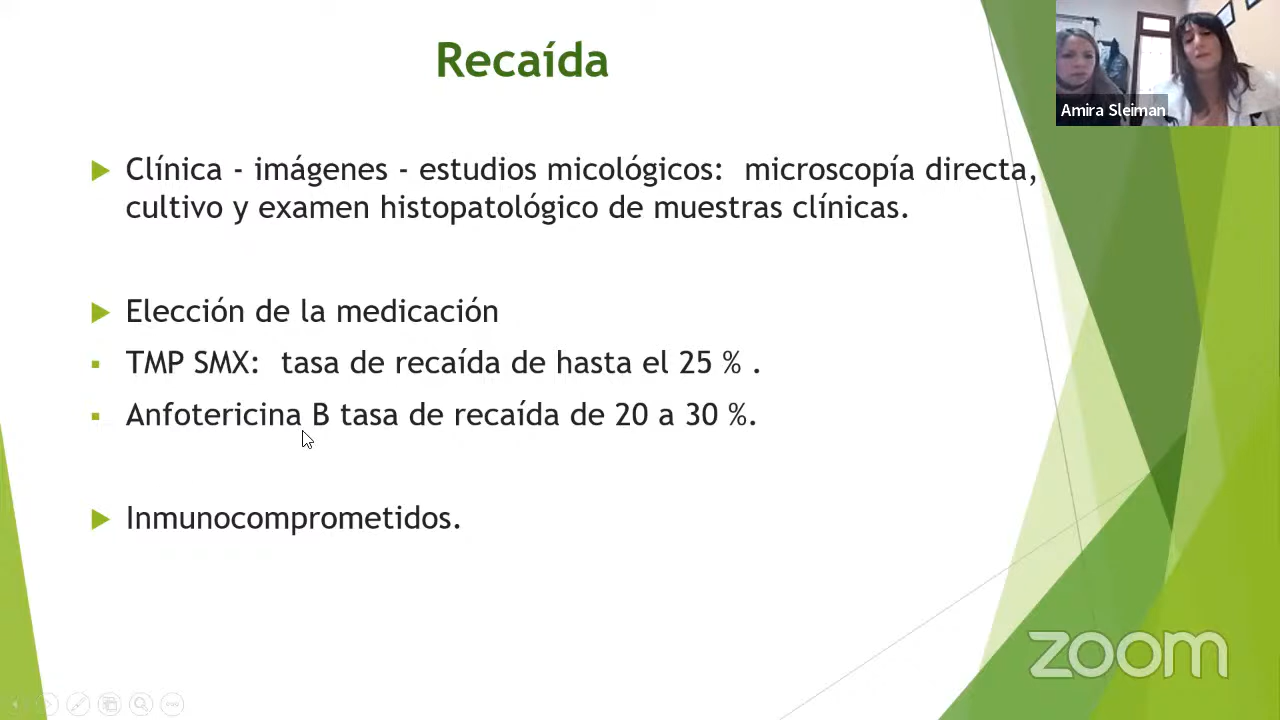 Recaída
Amira Sleiman
Clínica - imágenes - estudios micológicos: microscopía directa,
cultivo y examen histopatológico de muestras clínicas.
Elección de la medicación
TMP SMX: tasa de recaída de hasta el 25 % .
Anfotericina B tasa de recaída de 20 a 30 %.
Inmunocomprometidos.
zoom